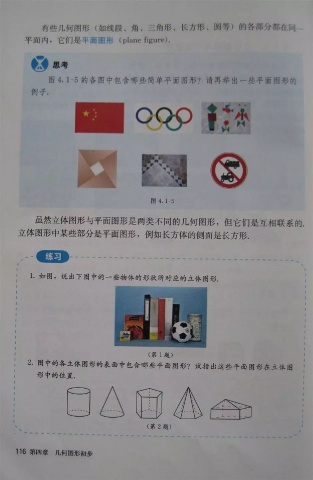 有些几何图形（如线段、角、三角形、长方形、圆等）的各部分都在同一
平面内，它们是平面图形（plane figure）.
思考
图 4.1-5 的各图中包含哪些简单平面图形？请再举出一些平面图形的
例子.
图 4.1-5
虽然立体图形与平面图形是两类不同的几何图形，但它们是互相联系的.
立体图形中某些部分是平面图形，例如长方体的侧面是长方形.
练习
1. 如图，说出下图中的一些物体的形状所对应的立体图形.
（第 1 题）
2. 图中的各立体图形的表面中包含哪些平面图形？试指出这些平面图形在立体图
形中的位置.
（第 2 题）
116 第四章 几何图形初步